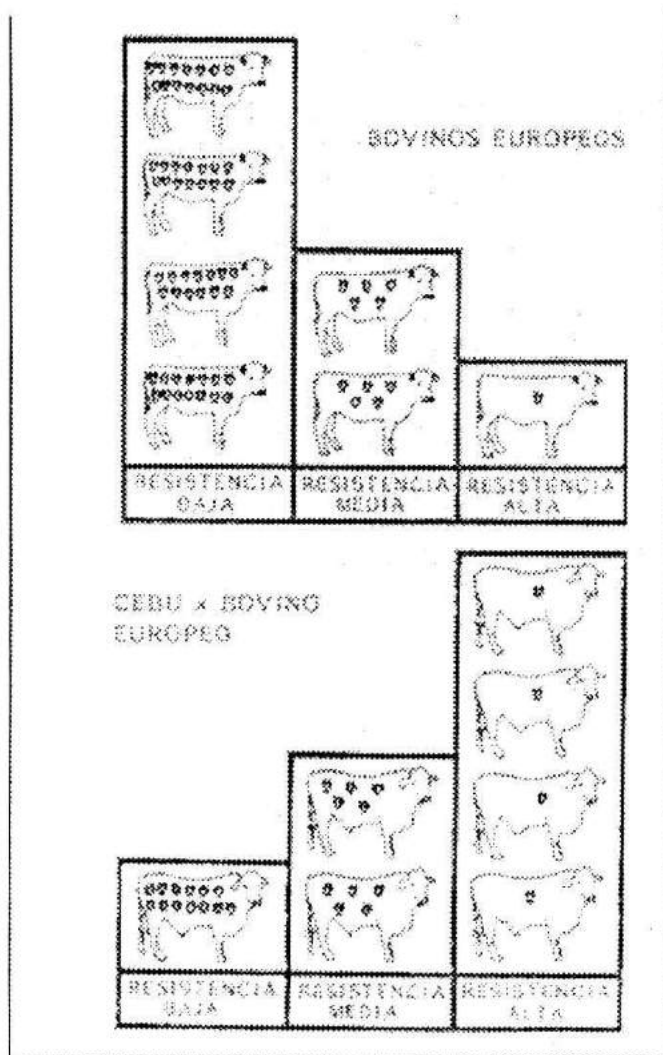 BOVINOS EUROPEOS
RESISTENCIA
BAJA
RESISTENCIA
MEDIA
RESISTENCIA
ALTA
CEBU x BOVINO
EUROPEO
RESISTENCIA
BAJA
RESISTENCIA
MEDIA
RESISTENCIA
ALTA